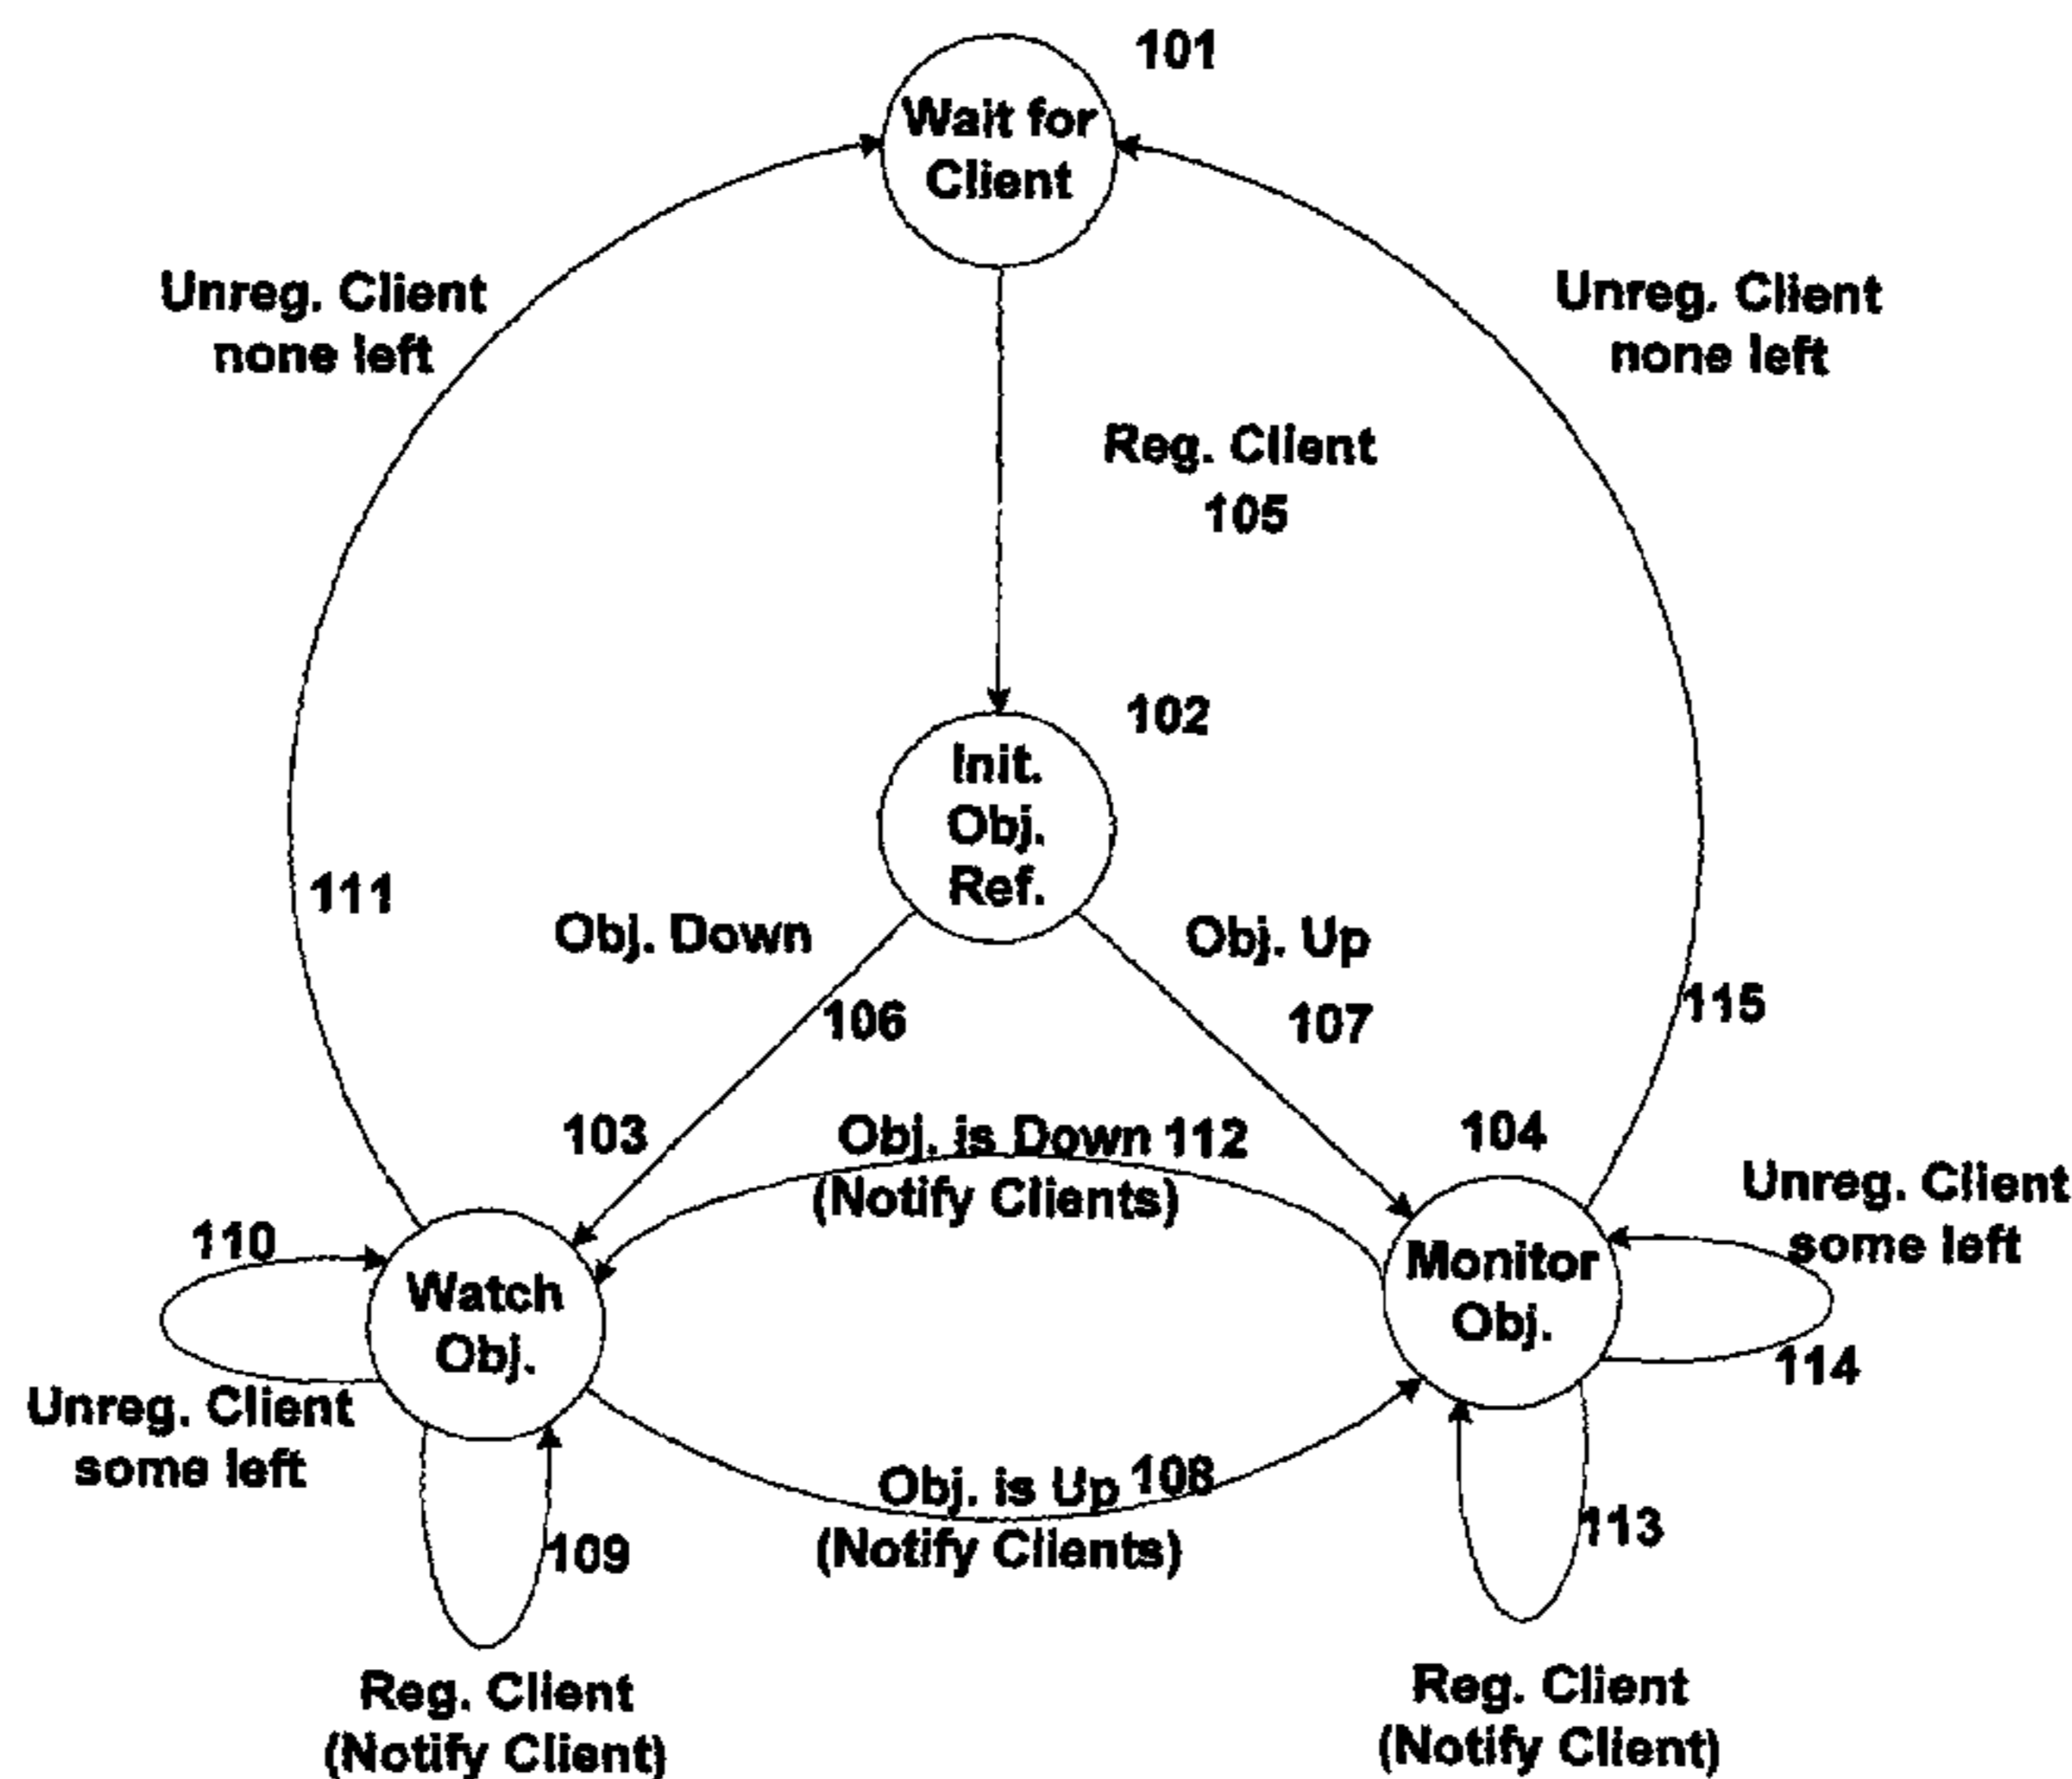 101
Wait for
Client
Unreg. Client
none left
Unreg. Client
none left
Reg. Client
105
102
Init.
Obj.
Ref.
111
Obj. Down
Obj. Up
106
107
115
103
Obj. is Down 112
(Notify Clients)
104
Unreg. Client
some left
110
Watch
Obj.
Monitor
Obj.
114
Unreg. Client
some left
Obj. is Up 108
(Notify Clients)
109
113
Reg. Client
(Notify Client)
Reg. Client
(Notify Client)